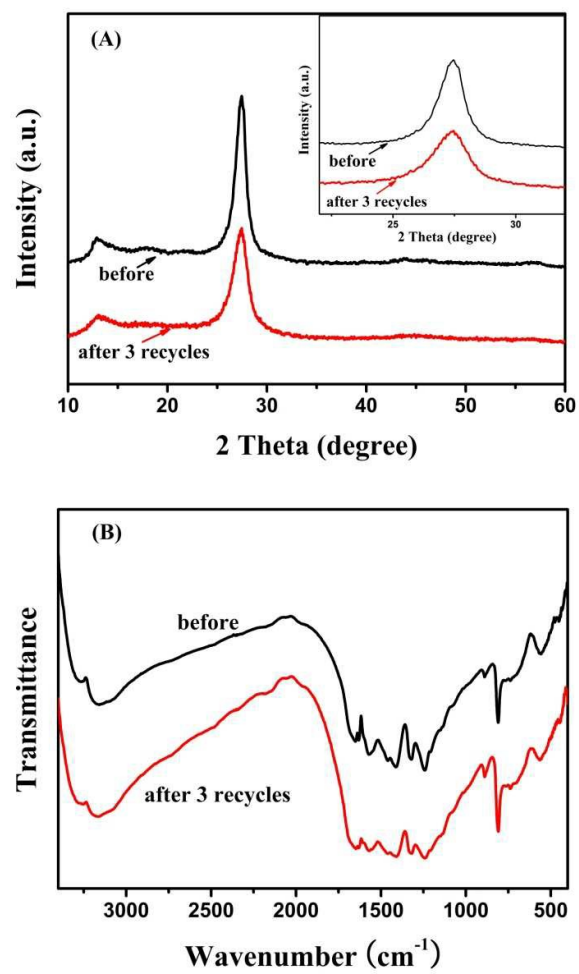 (A)
Intensity (a.u.)
before
after 3 recycles
10 20 30 40 50 60
2 Theta (degree)
Intensity (a.u.)
before
after 3 recycles
25 30
2 Theta (degree)
(B)
Transmittance
before
after 3 recycles
3000 2500 2000 1500 1000 500
Wavenumber (cm⁻¹)